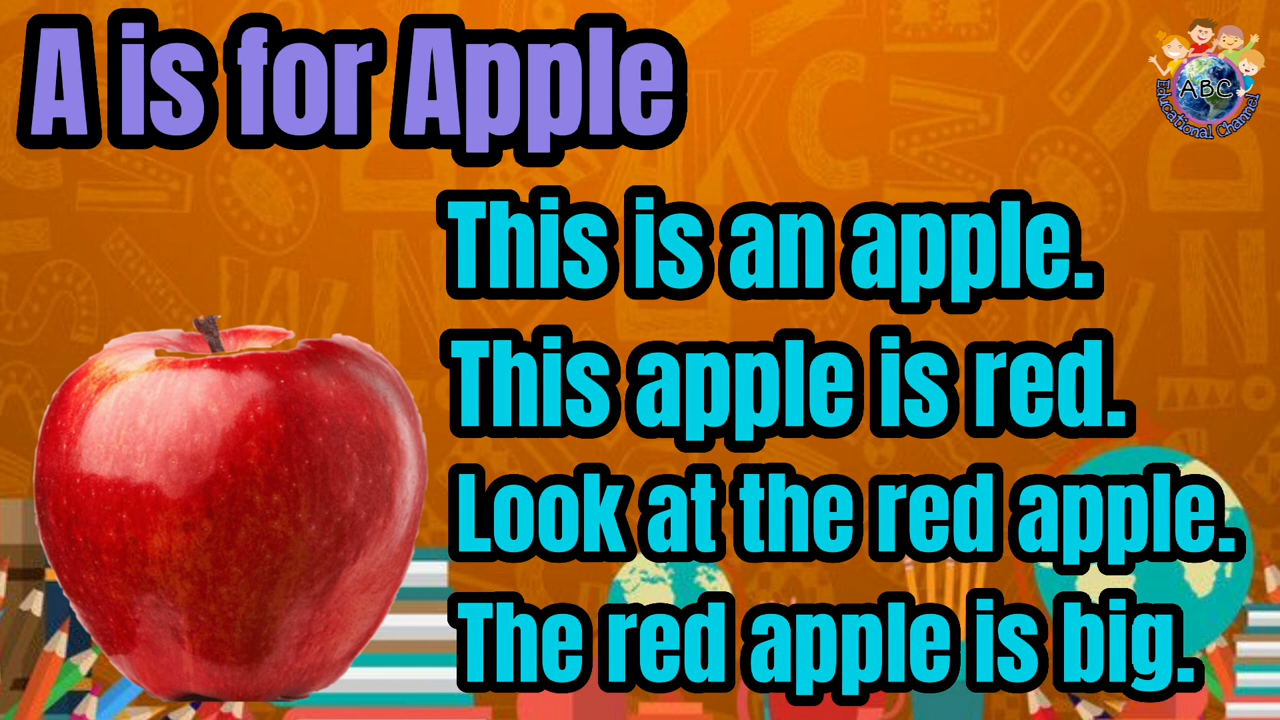 A is for Apple
ABC
Educational Channel
This is an apple.
This apple is red.
Look at the red apple.
The red apple is big.